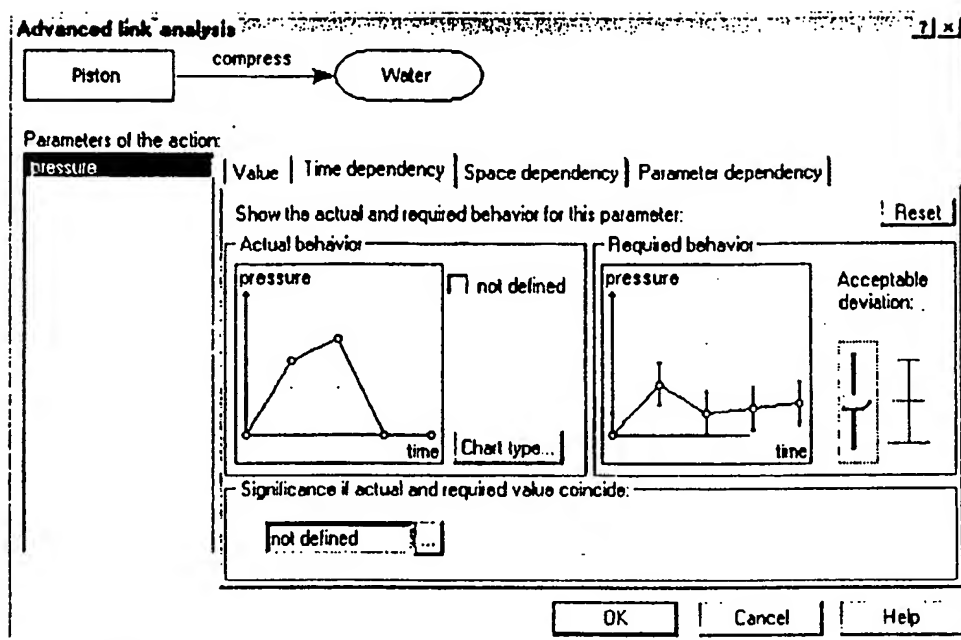 Advanced link analysis ? ×
Piston compress Water
Parameters of the action:
pressure
Value Time dependency Space dependency Parameter dependency
Show the actual and required behavior for this parameter: Reset
Actual behavior
pressure
not defined
time
Chart type...
Required behavior
pressure
time
Acceptable
deviation:
Significance if actual and required value coincide:
not defined ...
OK Cancel Help